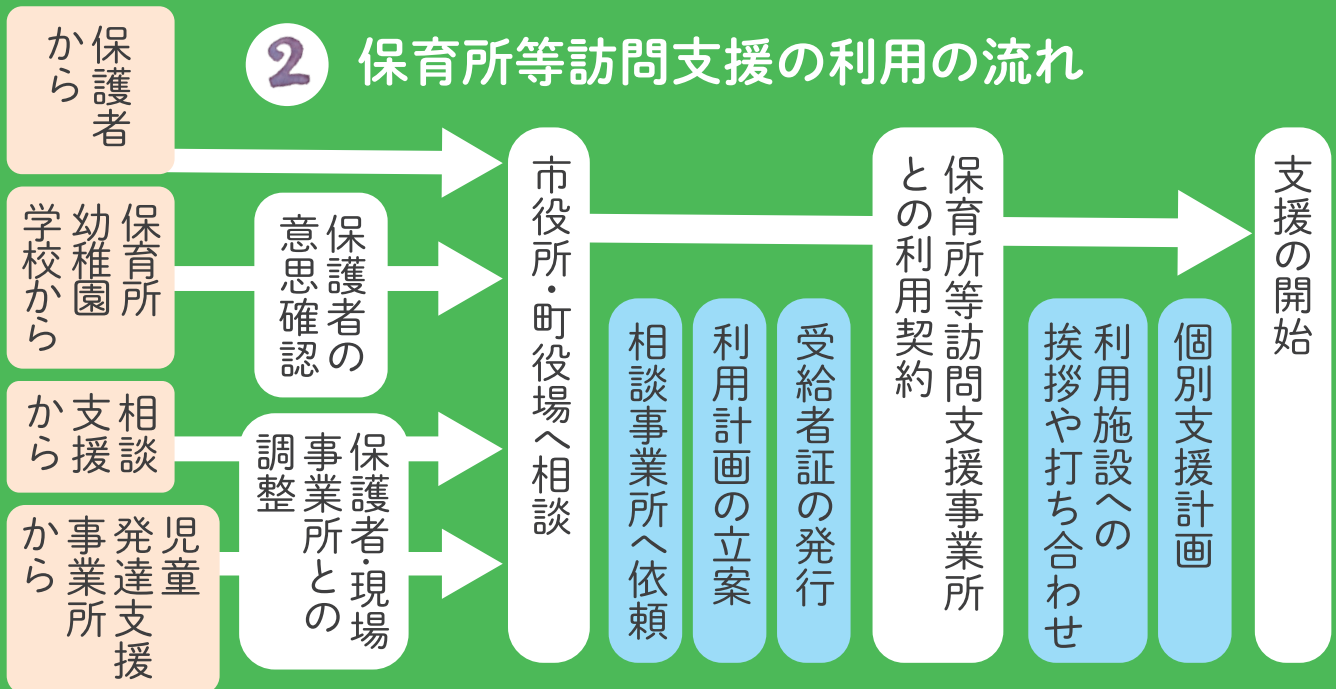 2 保育所等訪問支援の利用の流れ
保護者
から
保育所
幼稚園
学校から
相談
支援
から
児童
発達支援
事業所
から
保護者の
意思確認
保護者・現場
事業所との
調整
市役所・町役場へ相談
相談事業所へ依頼
利用計画の立案
受給者証の発行
保育所等訪問支援事業所
との利用契約
利用施設への
挨拶や打ち合わせ
個別支援計画
支援の開始